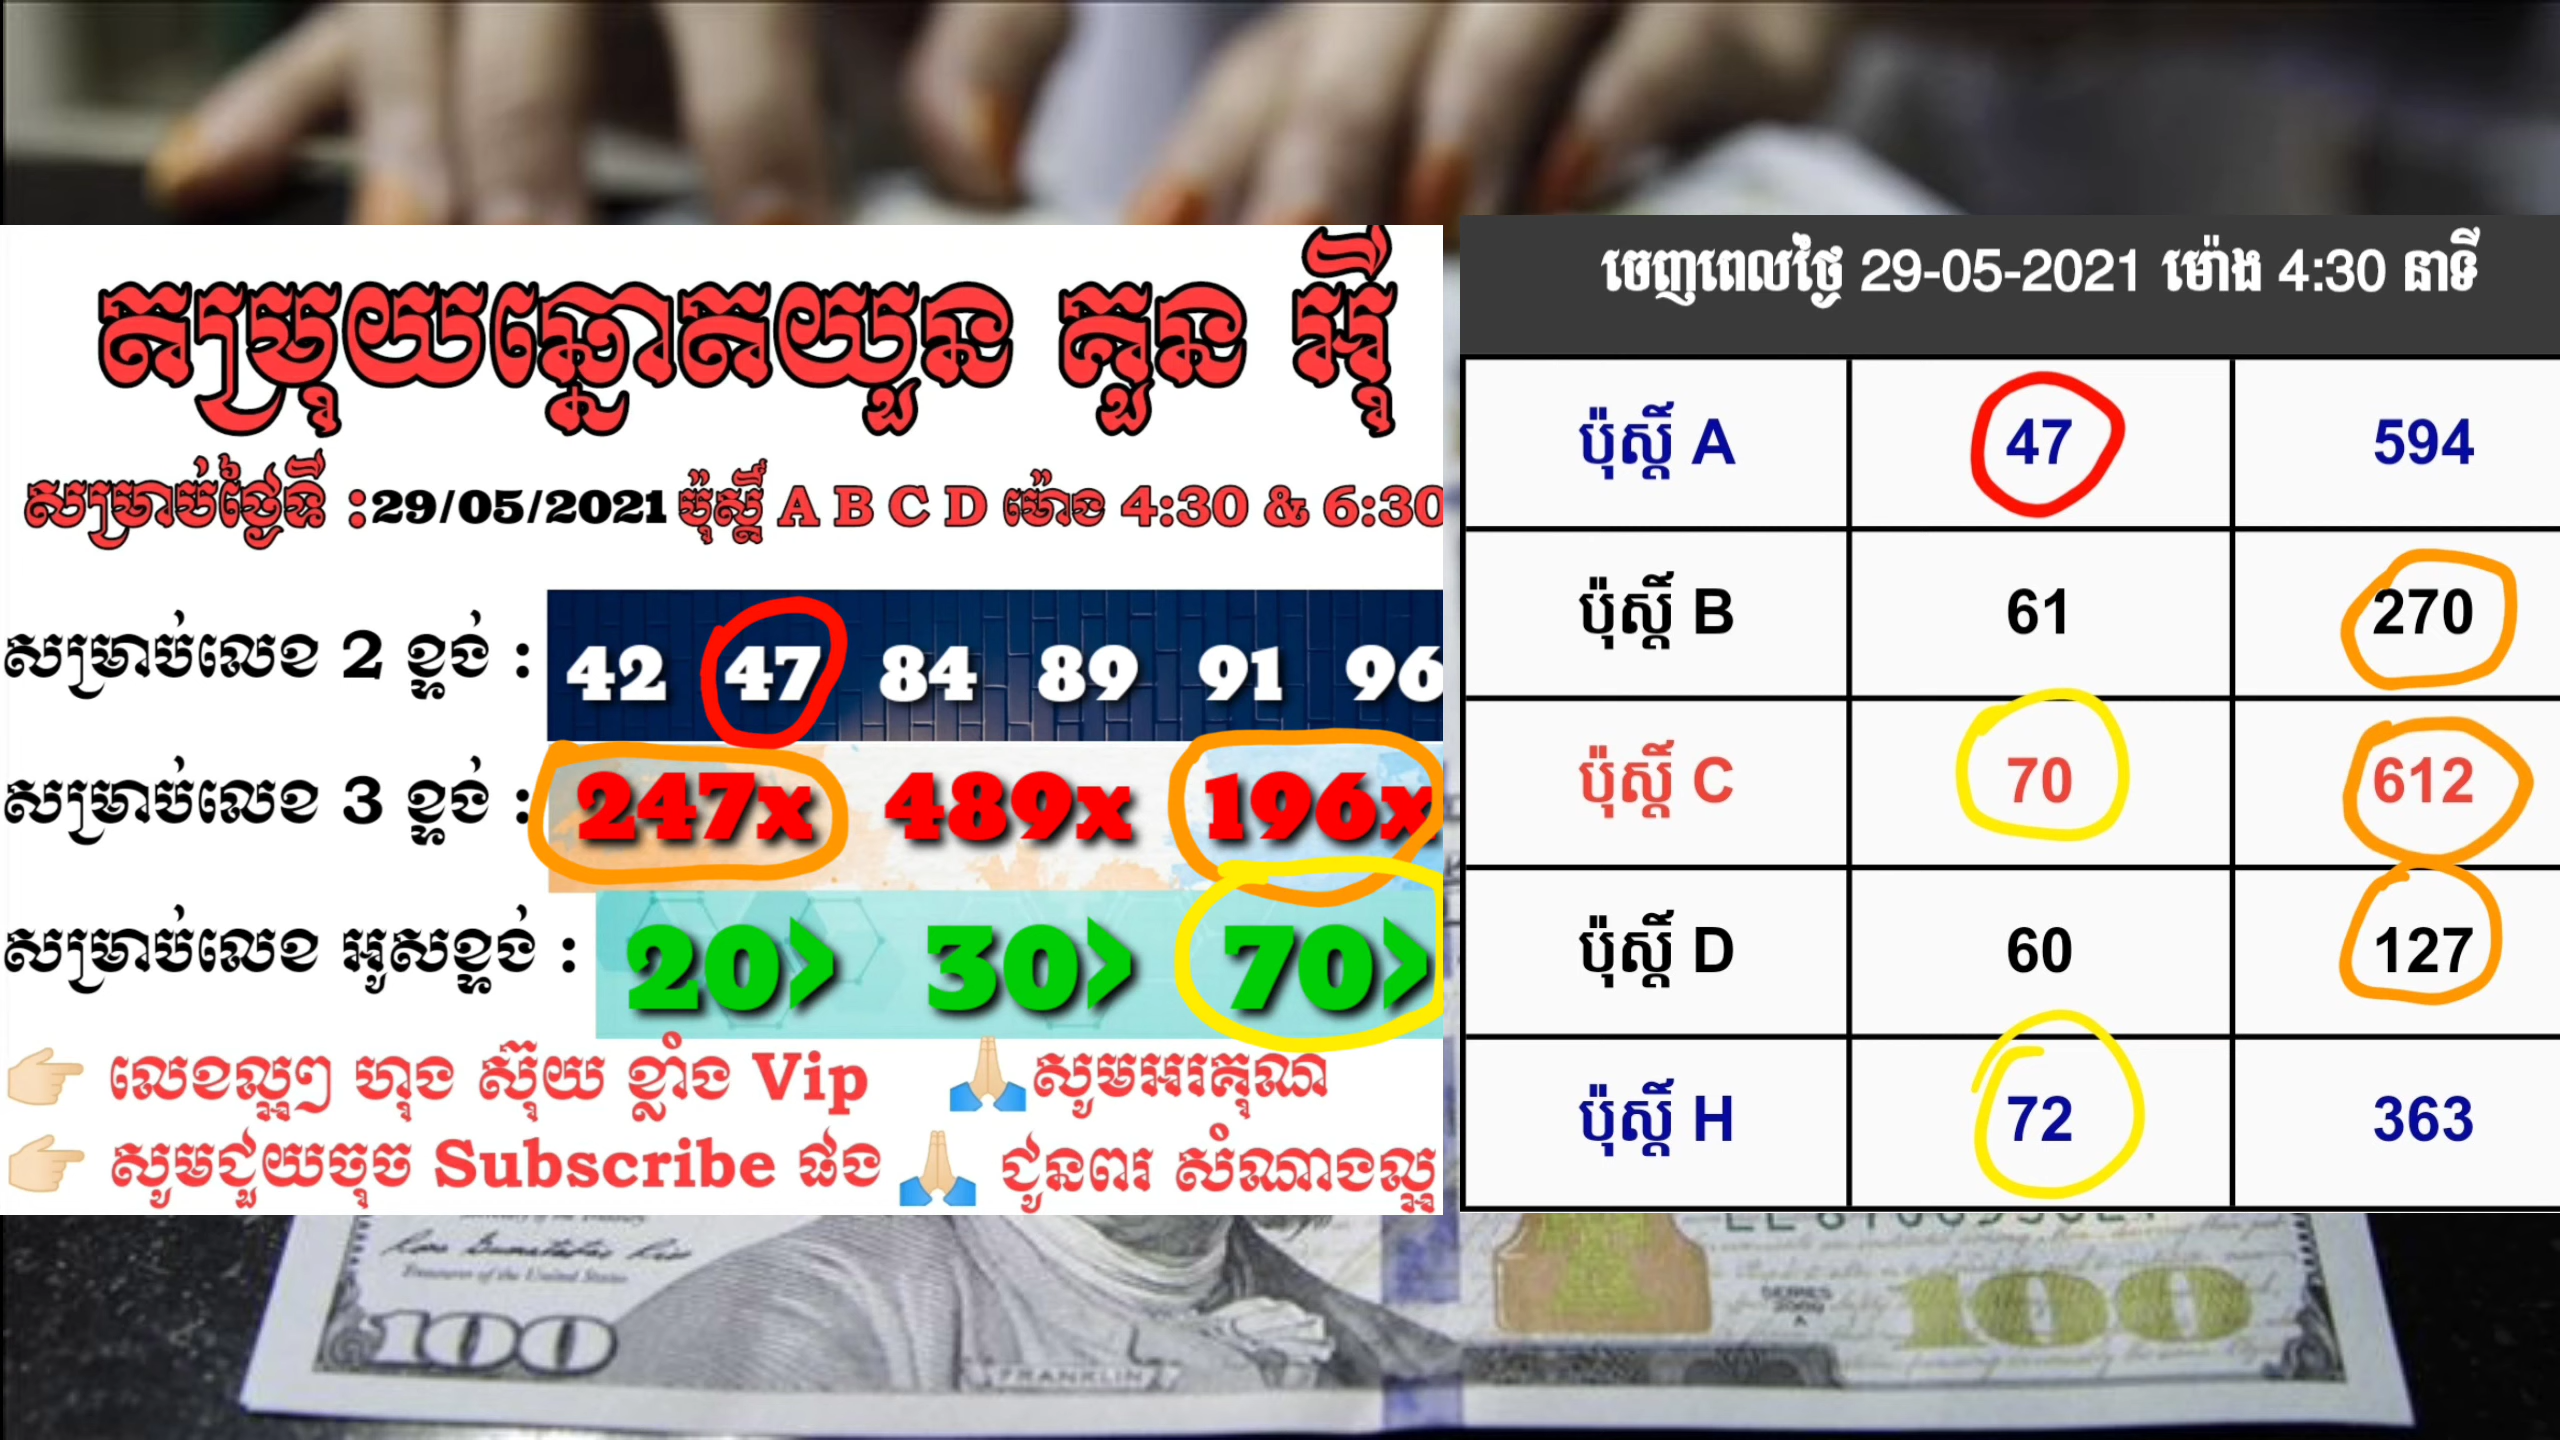 តម្រុយឆ្នោតយួន គួន អ៊ី
សម្រាប់ថ្ងៃទី :29/05/2021 ប៉ុស្តិ៍ A B C D ម៉ោង 4:30 & 6:30
សម្រាប់លេខ 2 ខ្ទង់ : 42 47 84 89 91 96
សម្រាប់លេខ 3 ខ្ទង់ : 247x 489x 196x
សម្រាប់លេខ អូសខ្ទង់ : 20> 30> 70>
👉 លេខល្អៗ ហុង ស៊ុយ ខ្លាំង Vip 🙏សូមអរគុណ
👉 សូមជួយចុច Subscribe ផង 🙏 ជូនពរ សំណាងល្អ
ចេញពេលថ្ងៃ 29-05-2021 ម៉ោង 4:30 នាទី
ប៉ុស្តិ៍ A 47 594
ប៉ុស្តិ៍ B 61 270
ប៉ុស្តិ៍ C 70 612
ប៉ុស្តិ៍ D 60 127
ប៉ុស្តិ៍ H 72 363
Treasurer of the United States
100
FRANKLIN
SERIES
2009
A
100